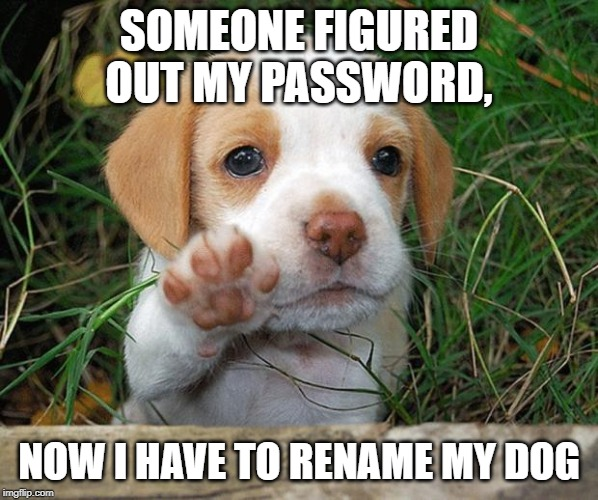 SOMEONE FIGURED
OUT MY PASSWORD,
NOW I HAVE TO RENAME MY DOG
imgflip.com